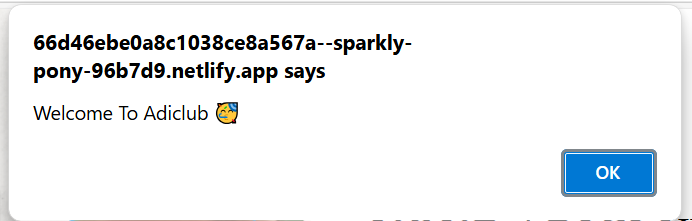 66d46ebe0a8c1038ce8a567a--sparkly-
pony-96b7d9.netlify.app says
Welcome To Adiclub 🥳
OK